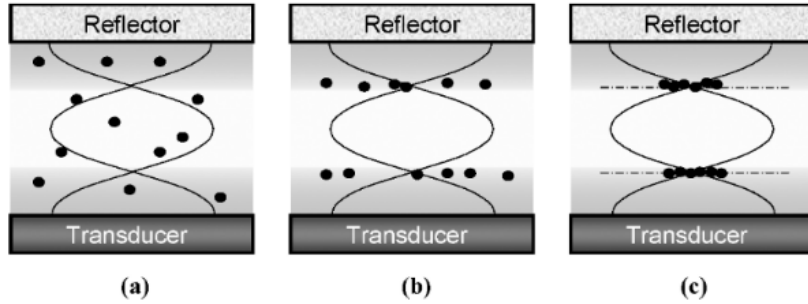 Reflector
Reflector
Reflector
Transducer
Transducer
Transducer
(a)
(b)
(c)